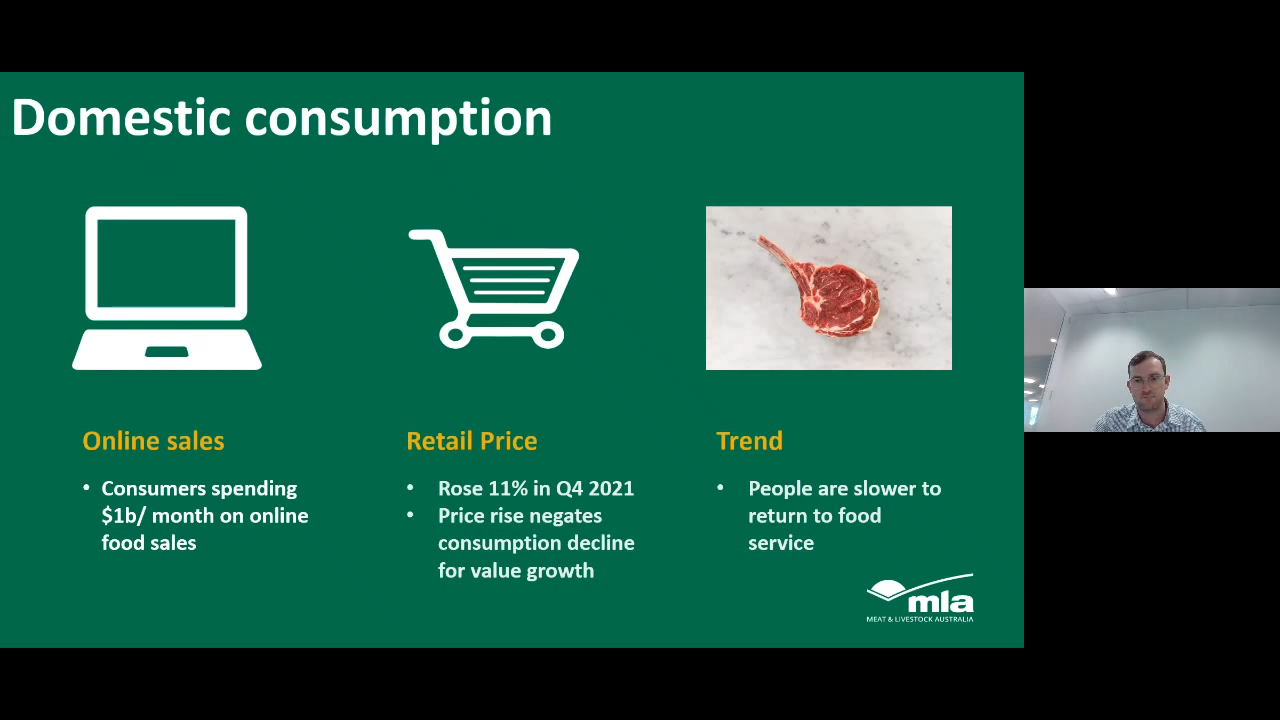 Domestic consumption
Online sales
• Consumers spending
$1b/ month on online
food sales
Retail Price
• Rose 11% in Q4 2021
• Price rise negates
consumption decline
for value growth
Trend
• People are slower to
return to food
service
mla
MEAT & LIVESTOCK AUSTRALIA